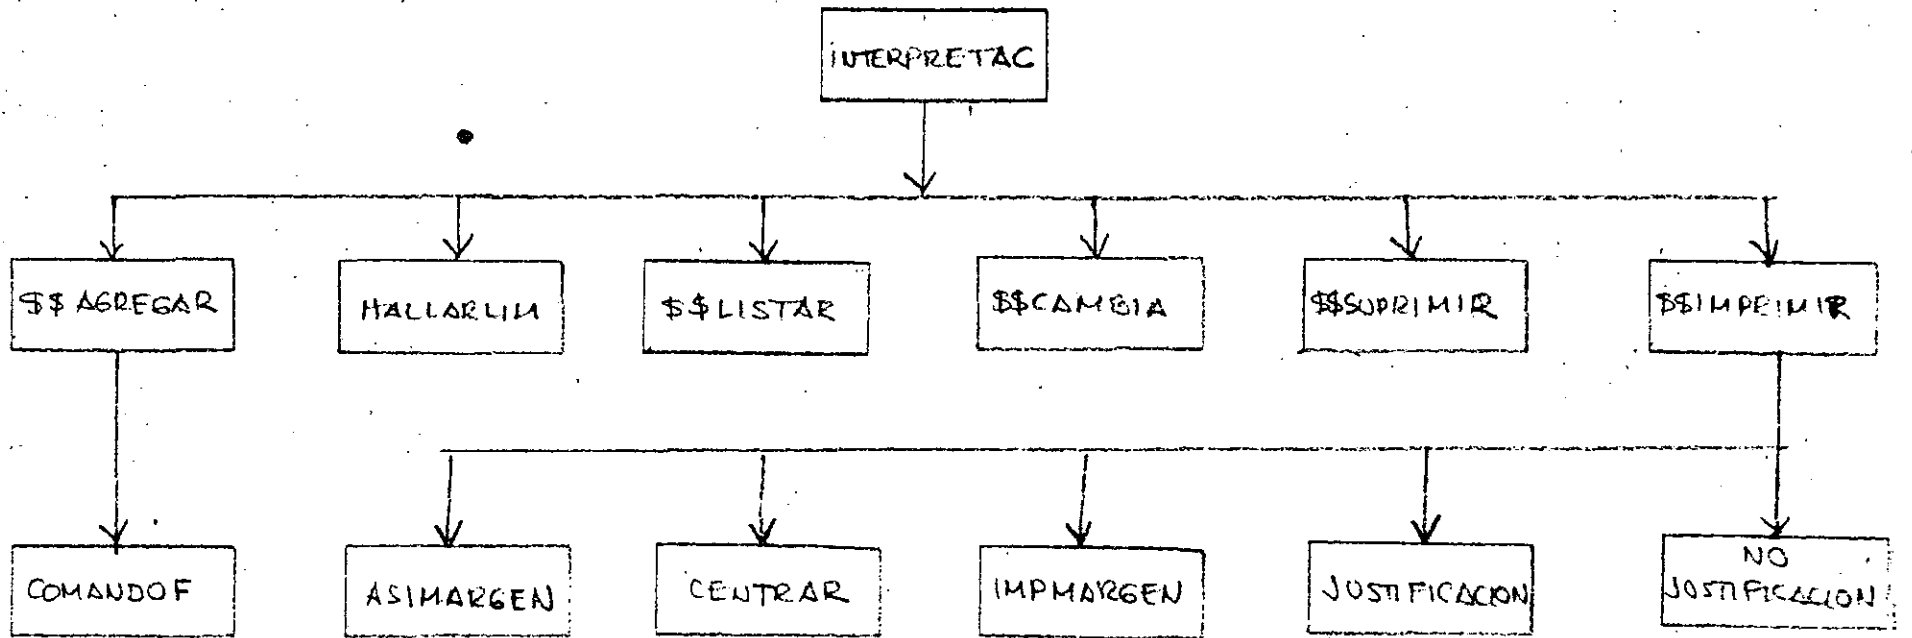 INTERPRETAC
$$ AGREGAR
HALLARLIM
$$LISTAR
$$CAMBIA
$$SUPRIMIR
$$IMPRIMIR
COMANDOF
ASIMARGEN
CENTRAR
IMPMARGEN
JUSTIFICACION
NO
JUSTIFICACION